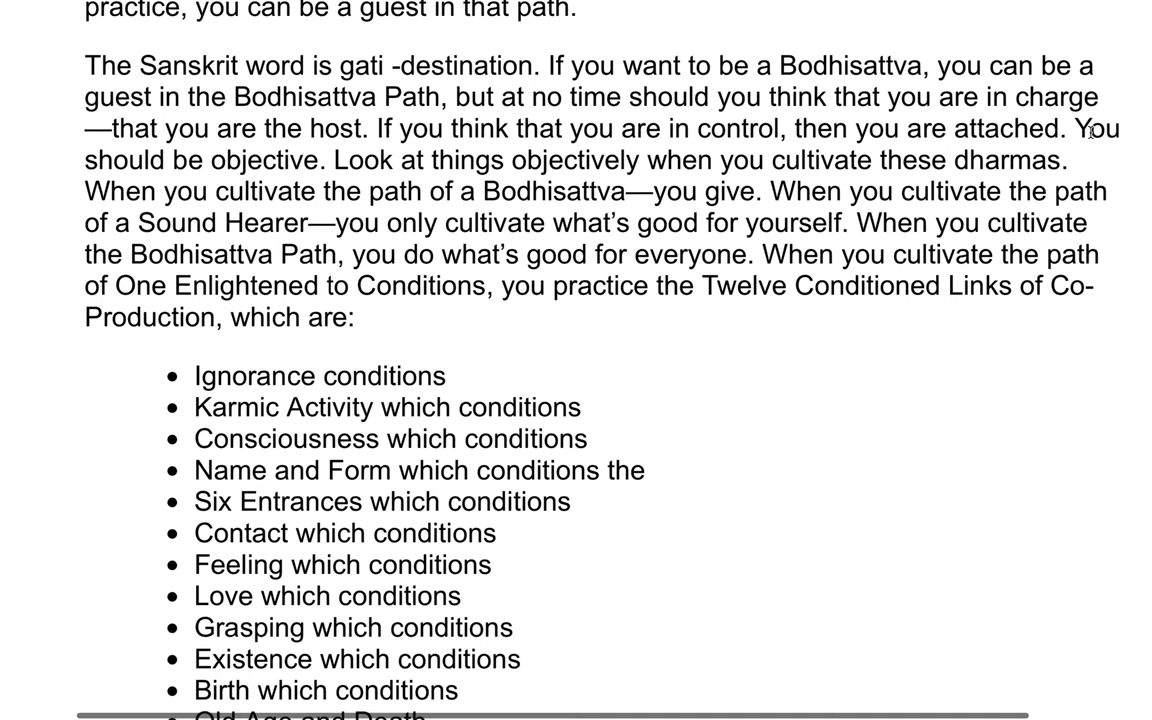 practice, you can be a guest in that path.
The Sanskrit word is gati -destination. If you want to be a Bodhisattva, you can be a
guest in the Bodhisattva Path, but at no time should you think that you are in charge
—that you are the host. If you think that you are in control, then you are attached. You
should be objective. Look at things objectively when you cultivate these dharmas.
When you cultivate the path of a Bodhisattva—you give. When you cultivate the path
of a Sound Hearer—you only cultivate what’s good for yourself. When you cultivate
the Bodhisattva Path, you do what’s good for everyone. When you cultivate the path
of One Enlightened to Conditions, you practice the Twelve Conditioned Links of Co-
Production, which are:
• Ignorance conditions
• Karmic Activity which conditions
• Consciousness which conditions
• Name and Form which conditions the
• Six Entrances which conditions
• Contact which conditions
• Feeling which conditions
• Love which conditions
• Grasping which conditions
• Existence which conditions
• Birth which conditions
• Old Age and Death